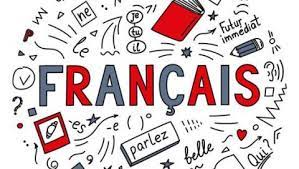 ne
je
tu
il
Futur
immédiat
FRANÇAIS
parlez
belle
Qui?